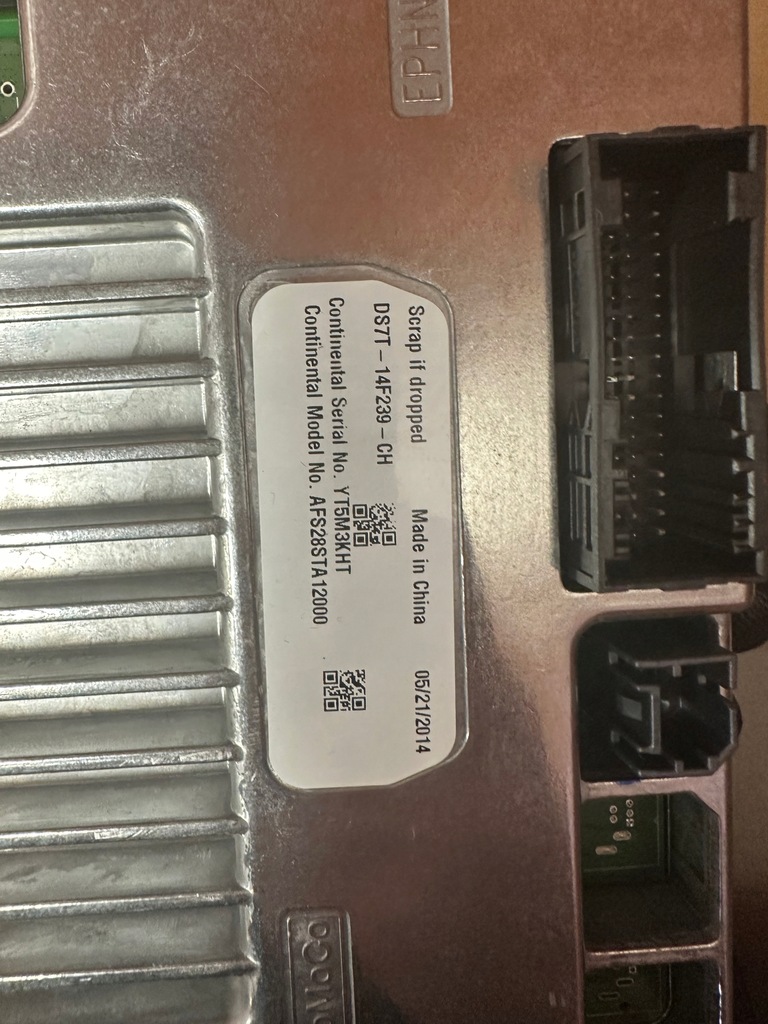 EPHN
Scrap if dropped Made in China 05/21/2014
DS7T – 14F239 – CH
Continental Serial No. YT5M3KHT
Continental Model No. AFS28STA12000